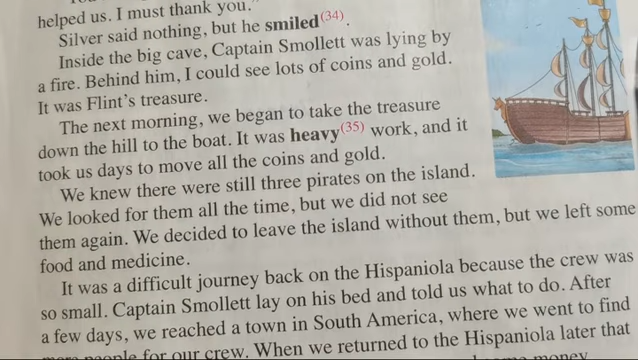 helped us. I must thank you."
Silver said nothing, but he smiled(34).
Inside the big cave, Captain Smollett was lying by
a fire. Behind him, I could see lots of coins and gold.
It was Flint's treasure.
The next morning, we began to take the treasure
down the hill to the boat. It was heavy(35) work, and it
took us days to move all the coins and gold.
We knew there were still three pirates on the island.
We looked for them all the time, but we did not see
them again. We decided to leave the island without them, but we left some
food and medicine.
It was a difficult journey back on the Hispaniola because the crew was
so small. Captain Smollett lay on his bed and told us what to do. After
a few days, we reached a town in South America, where we went to find
more people for our crew. When we returned to the Hispaniola later that
money